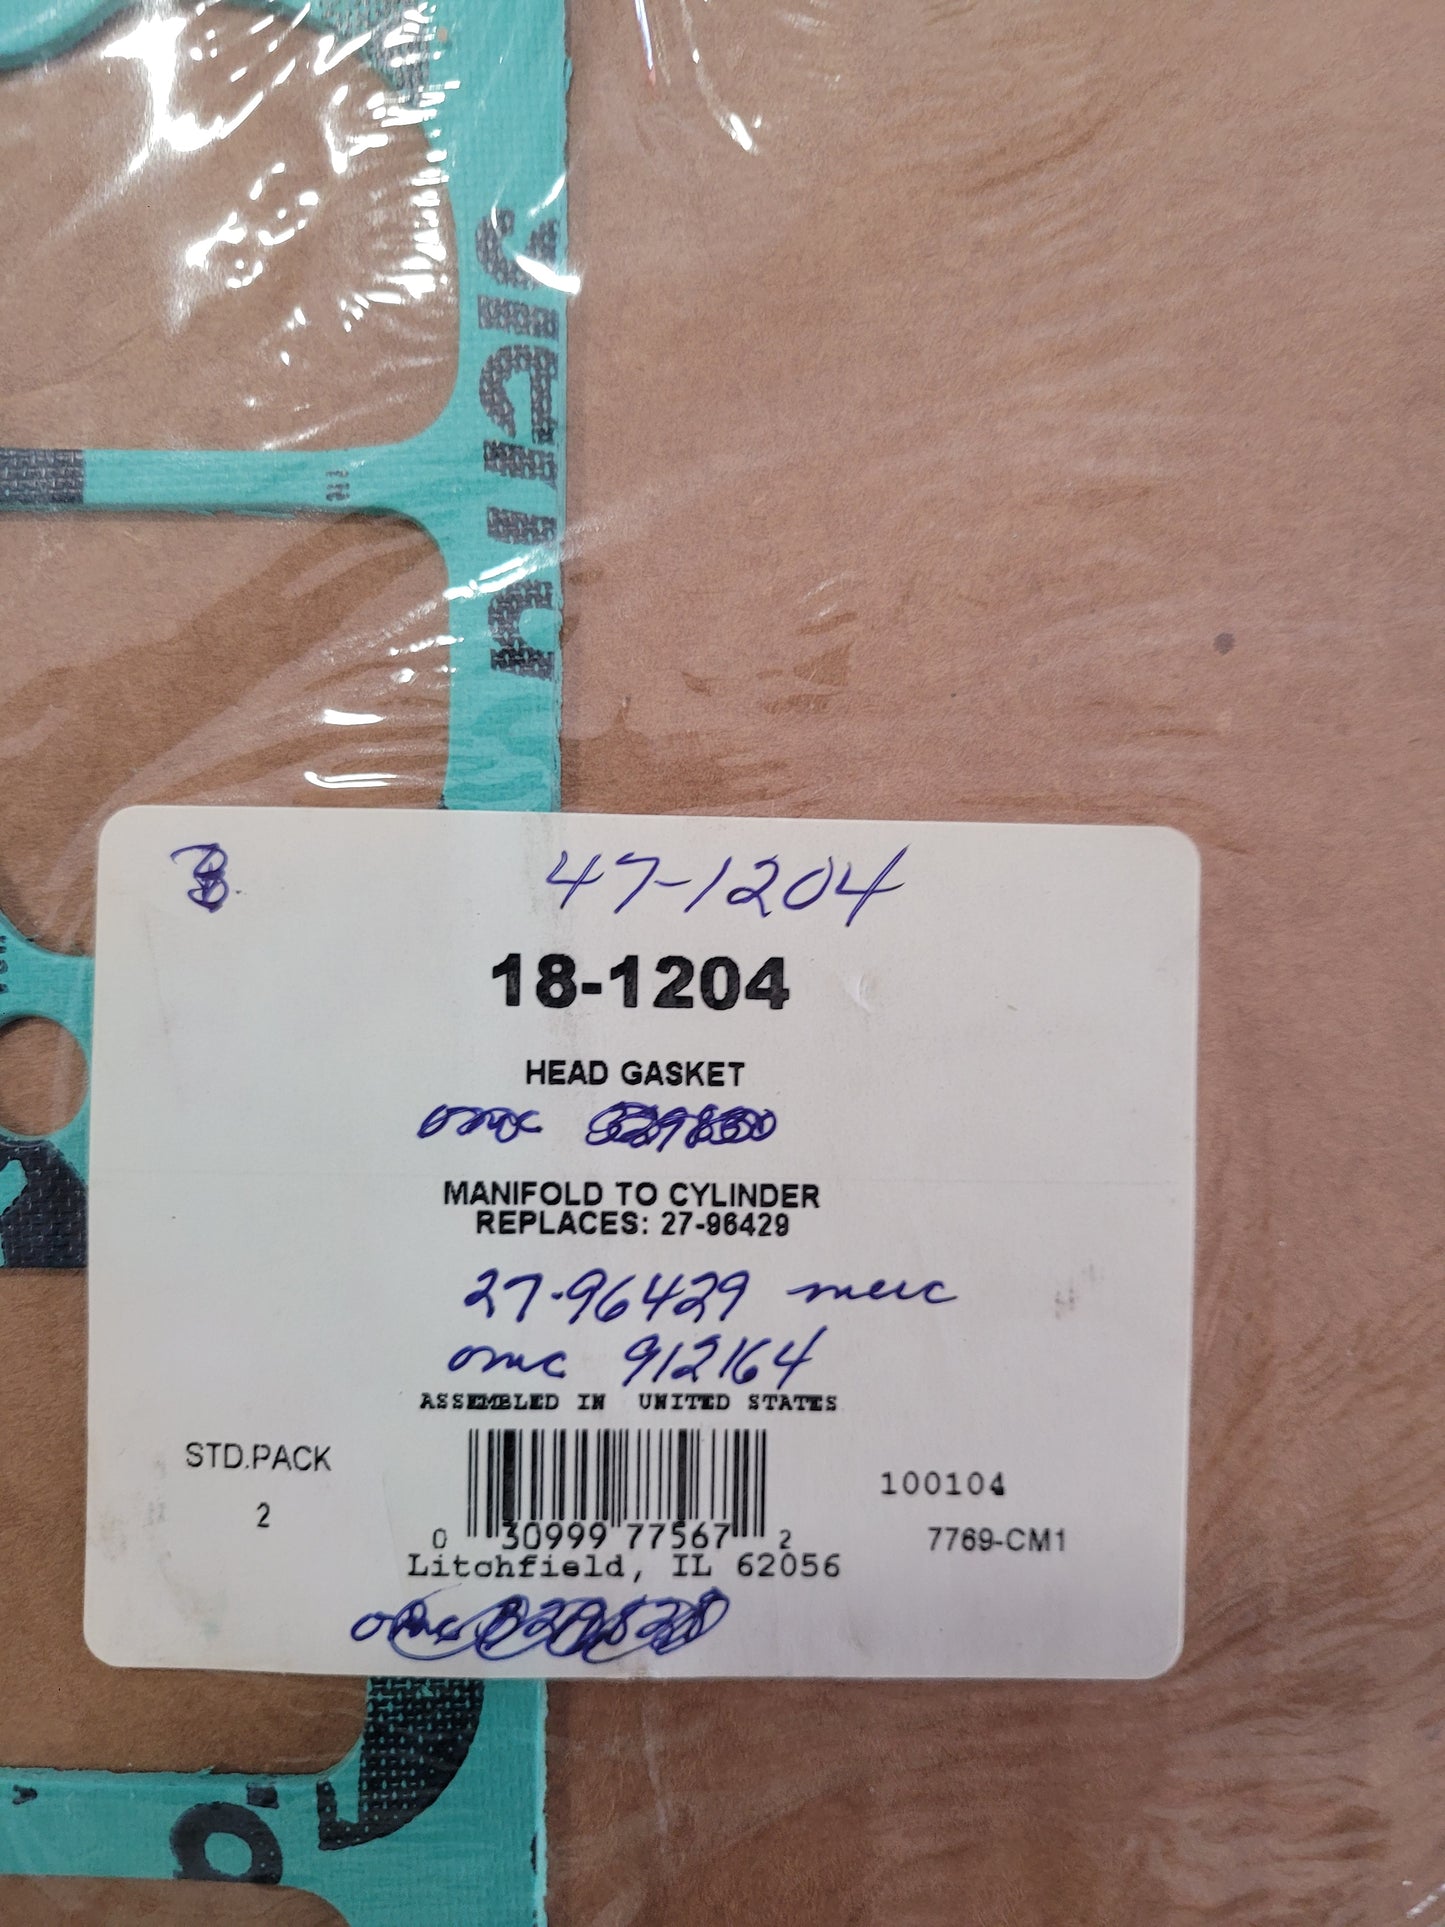 47-1204
18-1204
HEAD GASKET
omc
MANIFOLD TO CYLINDER
REPLACES: 27-96429
27-96429 merc
omc 912164
ASSEMBLED IN UNITED STATES
STD.PACK
2
0 30999 77567 2
100104
7769-CM1
Litchfield, IL 62056
omc